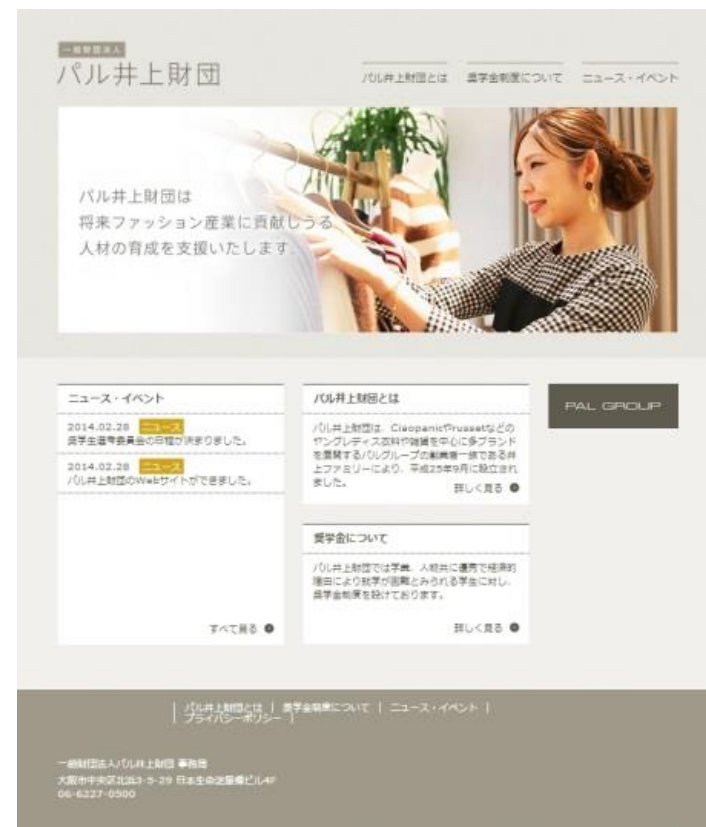 一般財団法人
パル井上財団
パル井上財団とは 奨学金制度について ニュース・イベント
パル井上財団は
将来ファッション産業に貢献しうる
人材の育成を支援いたします。
ニュース・イベント
2014.02.28 ニュース
奨学生選考委員会の日程が決まりました。
2014.02.28 ニュース
パル井上財団のWebサイトができました。
すべて見る
パル井上財団とは
パル井上財団は、Ciaopanicやrussetなどの
ヤングレディス衣料や雑貨を中心に多ブランド
を展開するパルグループの創業者一族である井
上ファミリーにより、平成25年9月に設立され
ました。
詳しく見る
奨学金について
パル井上財団では学業、人物共に優秀で経済的
理由により就学が困難とみられる学生に対し、
奨学金制度を設けております。
詳しく見る
PAL GROUP
| パル井上財団とは | 奨学金制度について | ニュース・イベント |
| プライバシーポリシー |
一般財団法人パル井上財団 事務局
大阪市中央区北浜3-5-29 日本生命淀屋橋ビル4F
06-6227-0500